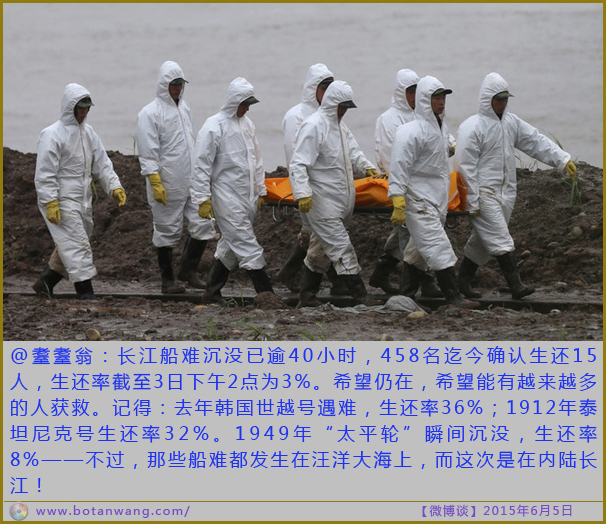 @耋耋翁：长江船难沉没已逾40小时，458名迄今确认生还15
人，生还率截至3日下午2点为3%。希望仍在，希望能有越来越多
的人获救。记得：去年韩国世越号遇难，生还率36%；1912年泰
坦尼克号生还率32%。1949年“太平轮”瞬间沉没，生还率
8%——不过，那些船难都发生在汪洋大海上，而这次是在内陆长
江！
www.botanwang.com/ 【微博谈】2015年6月5日